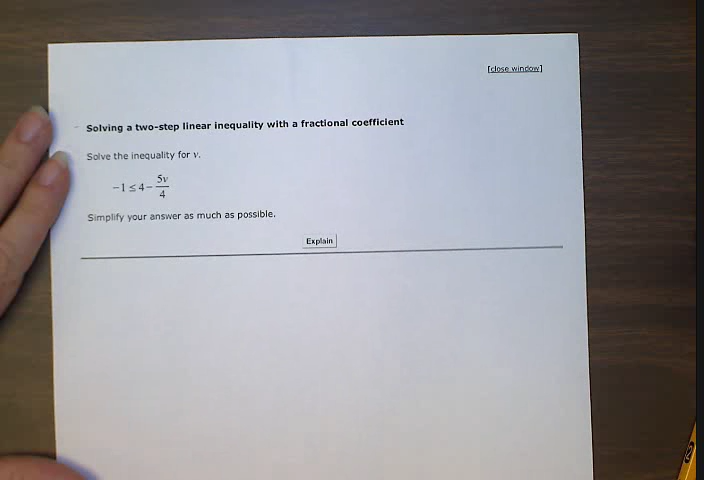 [close window]
Solving a two-step linear inequality with a fractional coefficient
Solve the inequality for v.
−1 ≤ 4 − 5v/4
Simplify your answer as much as possible.
Explain
2